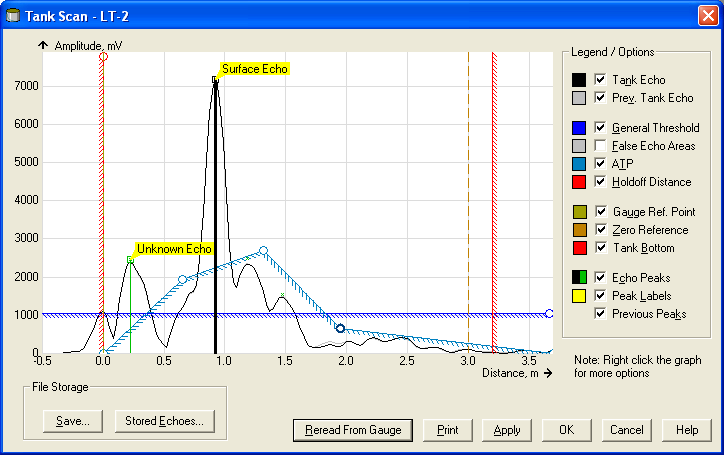 Tank Scan - LT-2
Amplitude, mV
Surface Echo
Unknown Echo
7000
6000
5000
4000
3000
2000
1000
0
-0.5
0.0
0.5
1.0
1.5
2.0
2.5
3.0
3.5
Distance, m
Legend / Options
Tank Echo
Prev. Tank Echo
General Threshold
False Echo Areas
ATP
Holdoff Distance
Gauge Ref. Point
Zero Reference
Tank Bottom
Echo Peaks
Peak Labels
Previous Peaks
Note: Right click the graph
for more options
File Storage
Save...
Stored Echoes...
Reread From Gauge
Print
Apply
OK
Cancel
Help